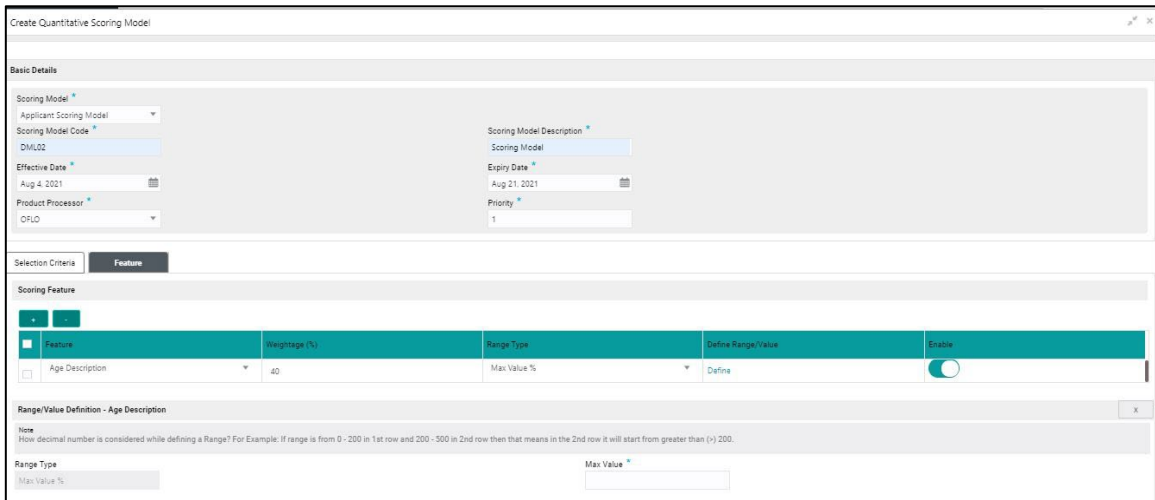 Create Quantitative Scoring Model
x
Basic Details
Scoring Model *
Applicant Scoring Model
Scoring Model Code *
Scoring Model Description *
DML02
Scoring Model
Effective Date *
Expiry Date *
Aug 4, 2021
Aug 21, 2021
Product Processor *
Priority *
OFLO
1
Selection Criteria
Feature
Scoring Feature
+ -
Feature Weightage (%) Range Type Define Range/Value Enable
Age Description 40 Max Value % Define
Range/Value Definition - Age Description
x
Note
How decimal number is considered while defining a Range? For Example: If range is from 0 - 200 in 1st row and 200 - 500 in 2nd row then that means in the 2nd row it will start from greater than (>) 200.
Range Type
Max Value *
Max Value %